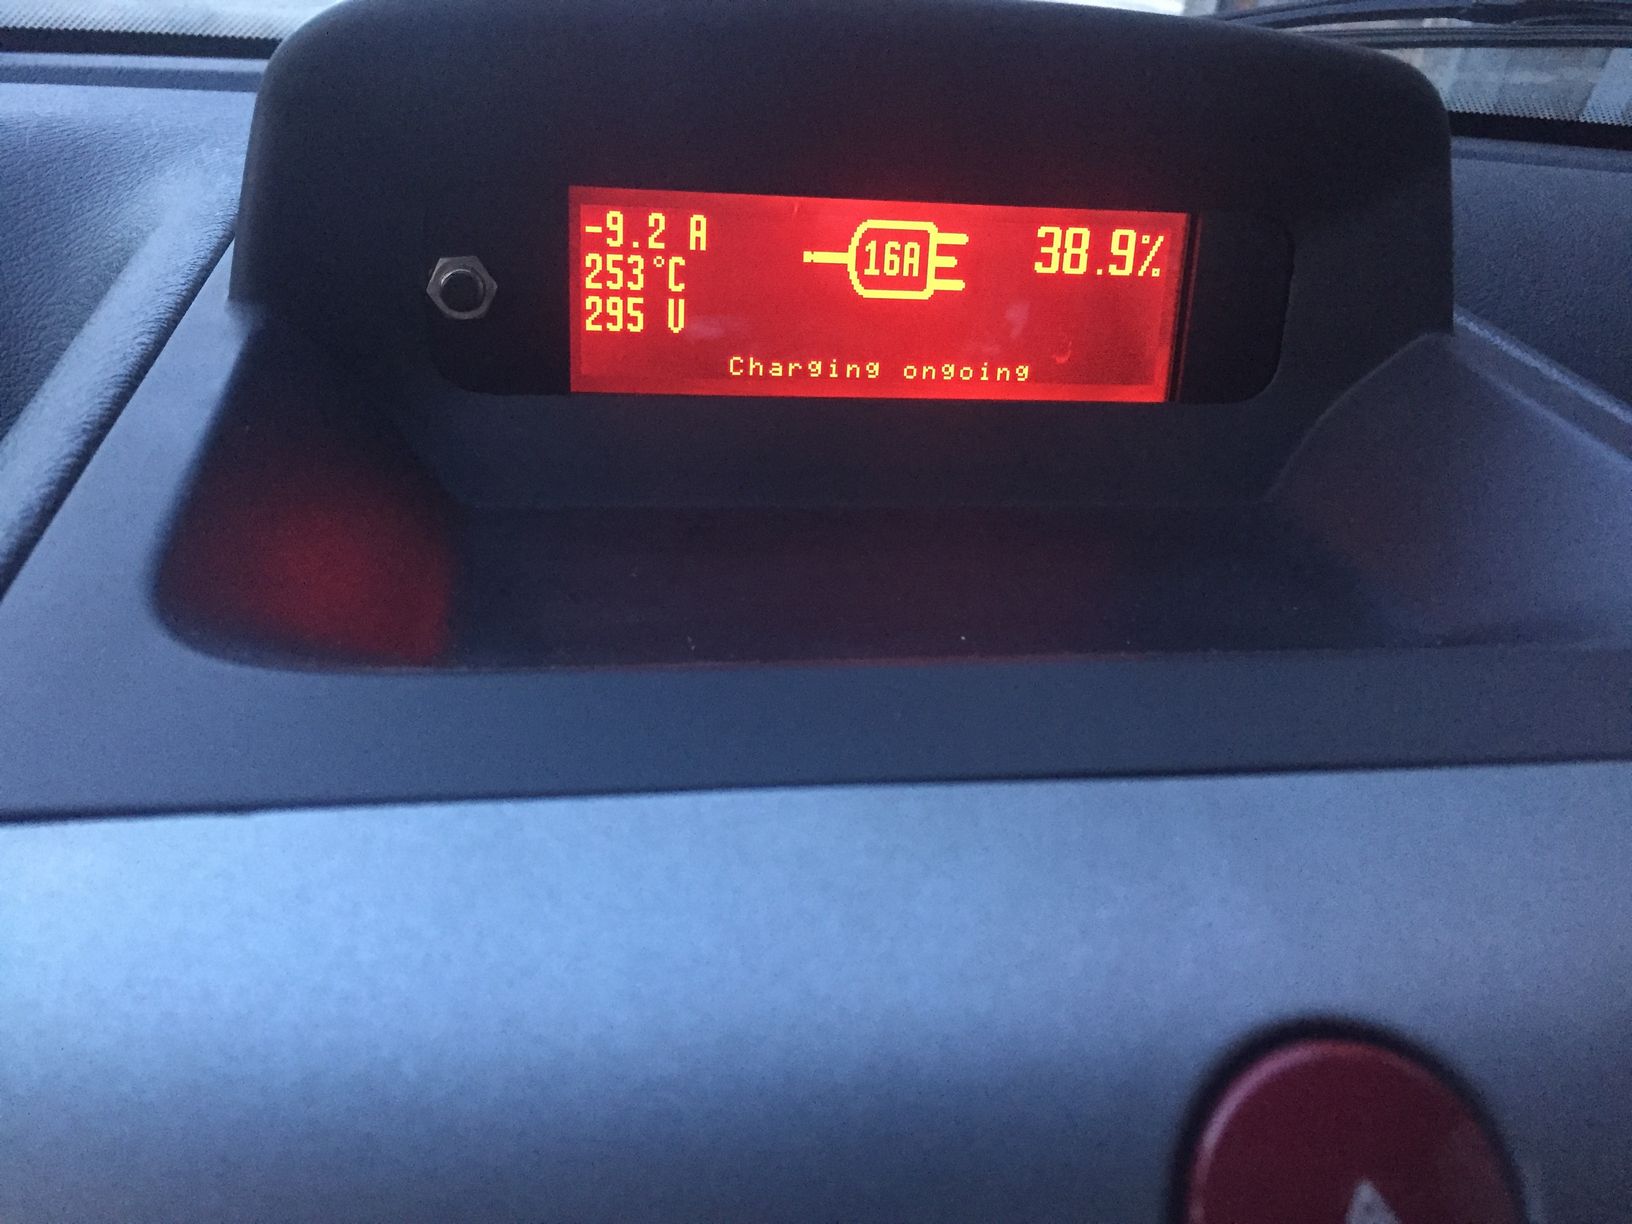 -9.2 A
253°C
295 V
16A
38.9%
Charging ongoing